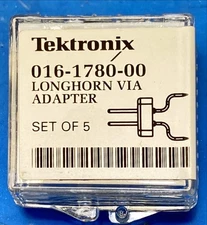 Tektronix
016-1780-00
LONGHORN VIA
ADAPTER
SET OF 5